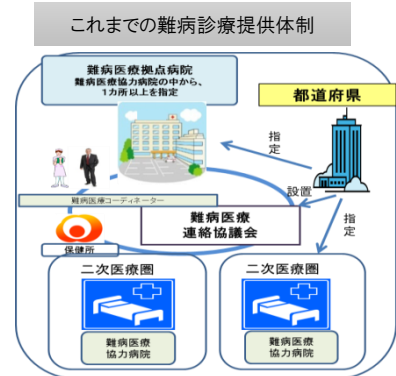 これまでの難病診療提供体制
難病医療拠点病院
難病医療協力病院の中から、
1カ所以上を指定
都道府県
指定
設置
指定
難病医療コーディネーター
難病医療
連絡協議会
保健所
二次医療圏
難病医療
協力病院
二次医療圏
難病医療
協力病院